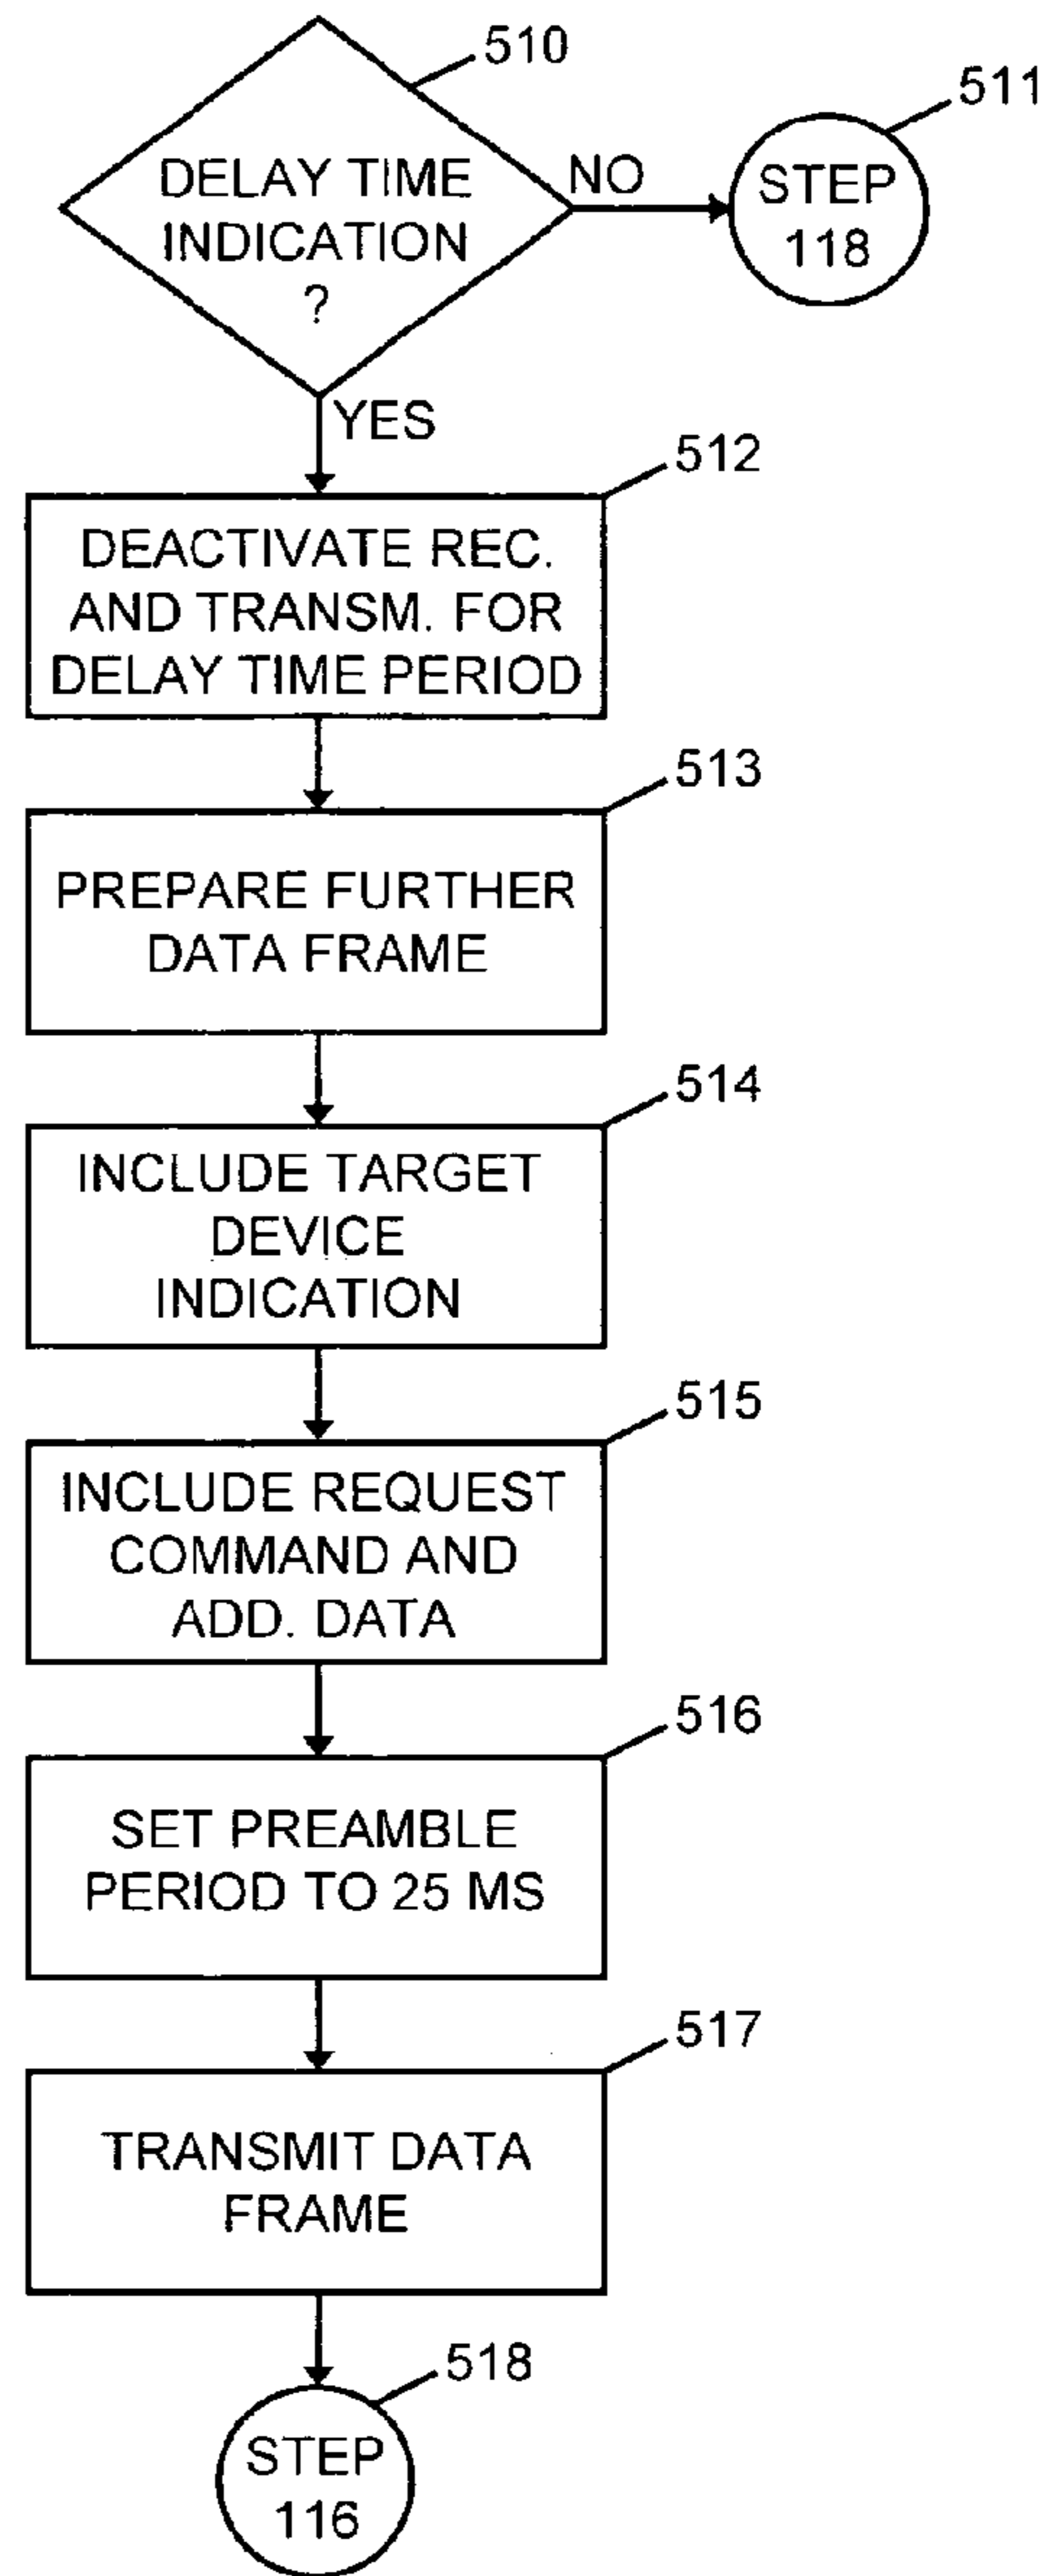 510
511
DELAY TIME
INDICATION
?
NO
STEP
118
YES
512
DEACTIVATE REC.
AND TRANSM. FOR
DELAY TIME PERIOD
513
PREPARE FURTHER
DATA FRAME
514
INCLUDE TARGET
DEVICE
INDICATION
515
INCLUDE REQUEST
COMMAND AND
ADD. DATA
516
SET PREAMBLE
PERIOD TO 25 MS
517
TRANSMIT DATA
FRAME
518
STEP
116